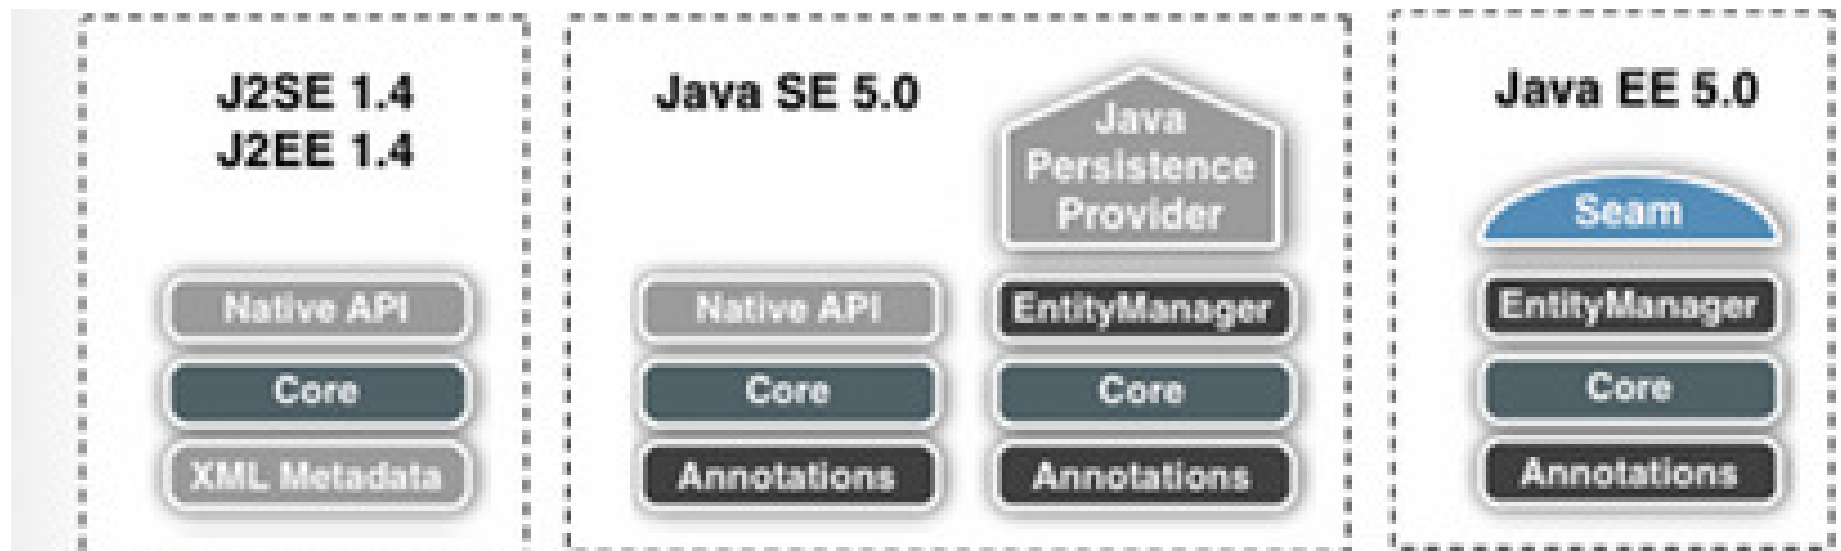 J2SE 1.4
J2EE 1.4
Native API
Core
XML Metadata
Java SE 5.0
Native API
Core
Annotations
Java
Persistence
Provider
EntityManager
Core
Annotations
Java EE 5.0
Seam
EntityManager
Core
Annotations